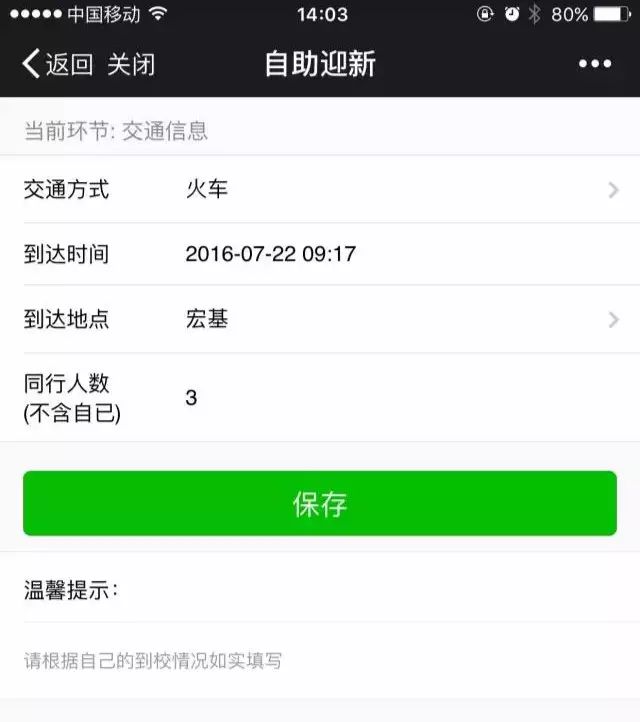 中国移动 14:03 80%
返回 关闭 自助迎新
当前环节: 交通信息
交通方式 火车
到达时间 2016-07-22 09:17
到达地点 宏基
同行人数 3
(不含自已)
保存
温馨提示：
请根据自己的到校情况如实填写